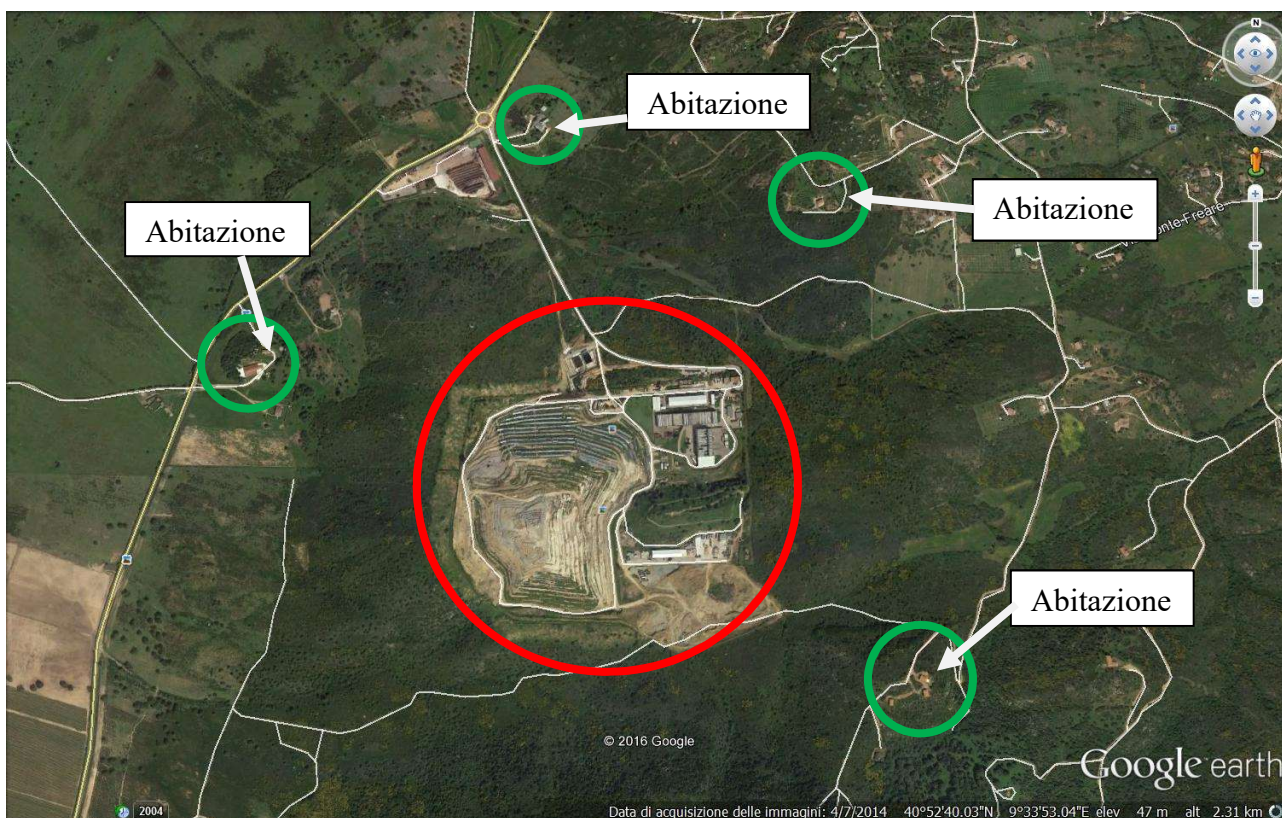 N
Abitazione
Abitazione
Abitazione
Abitazione
Abitazione
© 2016 Google
Google earth
2004
Data di acquisizione delle immagini: 4/7/2014 40°52'40.03"N 9°33'53.04"E elev 47 m alt 2.31 km